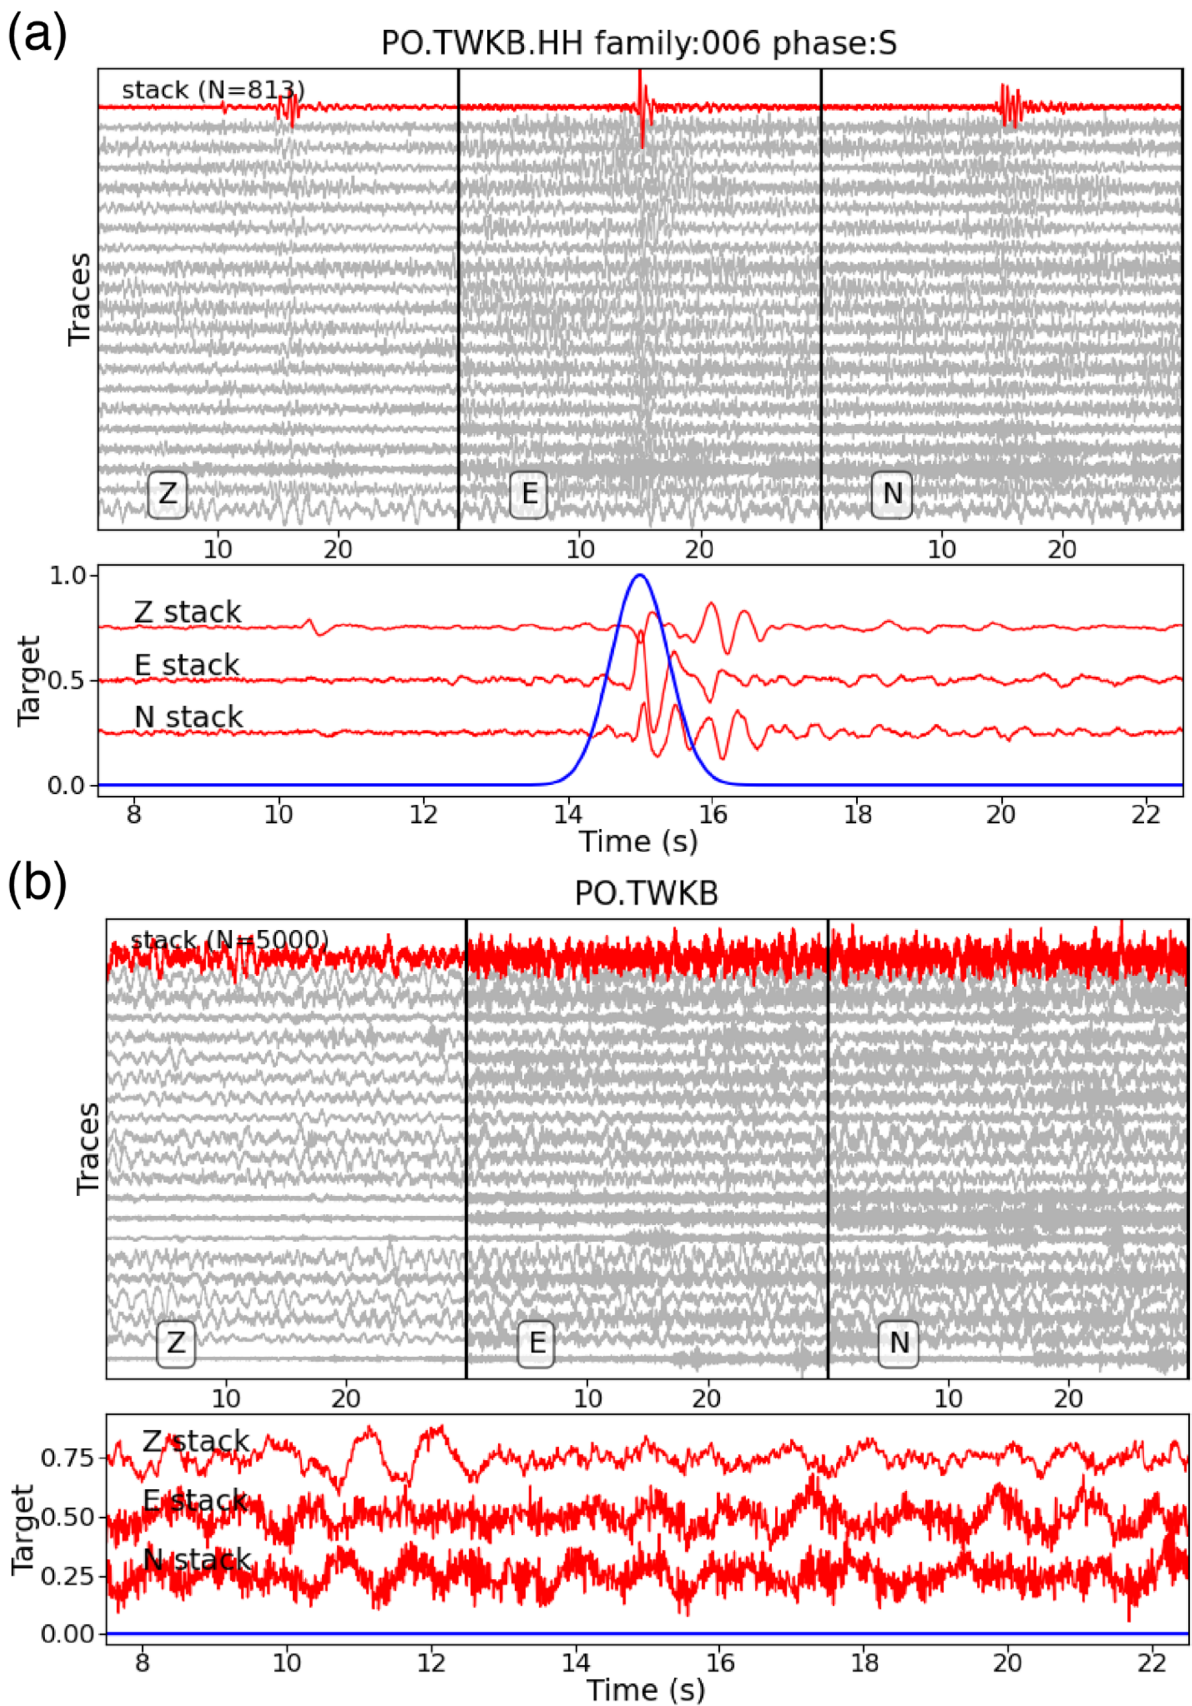 (a)
PO.TWKB.HH family:006 phase:S
stack (N=813)
Traces
Z
E
N
10 20 10 20 10 20
1.0
0.5
0.0
Target
Z stack
E stack
N stack
8 10 12 14 16 18 20 22
Time (s)
(b)
PO.TWKB
stack (N=5000)
Traces
Z
E
N
10 20 10 20 10 20
0.75
0.50
0.25
0.00
Target
Z stack
E stack
N stack
8 10 12 14 16 18 20 22
Time (s)